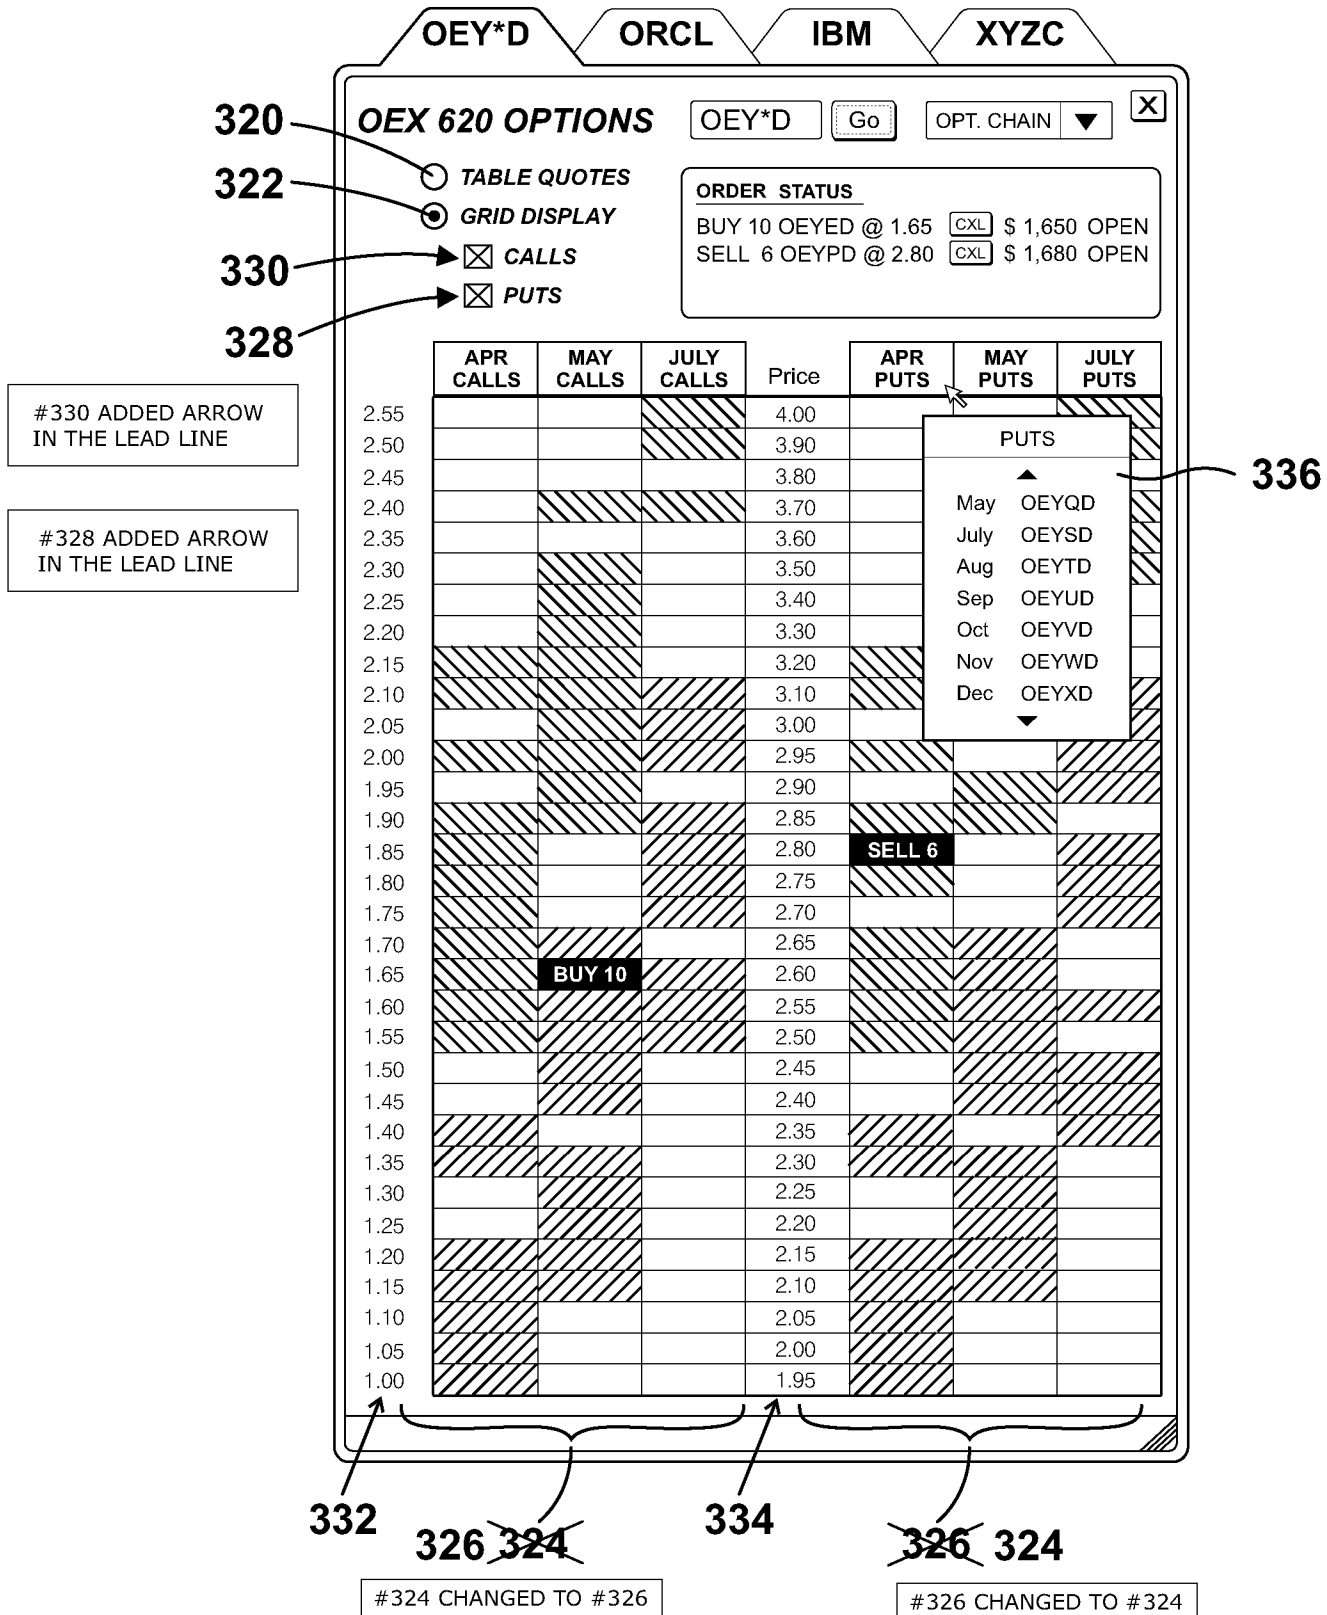 OEY*D ORCL IBM XYZC
320 OEX 620 OPTIONS OEY*D Go OPT. CHAIN X
322 TABLE QUOTES
GRID DISPLAY
330 CALLS
328 PUTS
ORDER STATUS
BUY 10 OEYED @ 1.65 CXL $ 1,650 OPEN
SELL 6 OEYPD @ 2.80 CXL $ 1,680 OPEN
#330 ADDED ARROW
IN THE LEAD LINE
#328 ADDED ARROW
IN THE LEAD LINE
APR CALLS MAY CALLS JULY CALLS Price APR PUTS MAY PUTS JULY PUTS
2.55 4.00
2.50 3.90
2.45 3.80
2.40 3.70
2.35 3.60
2.30 3.50
2.25 3.40
2.20 3.30
2.15 3.20
2.10 3.10
2.05 3.00
2.00 2.95
1.95 2.90
1.90 2.85
1.85 2.80 SELL 6
1.80 2.75
1.75 2.70
1.70 2.65
1.65 BUY 10 2.60
1.60 2.55
1.55 2.50
1.50 2.45
1.45 2.40
1.40 2.35
1.35 2.30
1.30 2.25
1.25 2.20
1.20 2.15
1.15 2.10
1.10 2.05
1.05 2.00
1.00 1.95
PUTS
May OEYQD
July OEYSD
Aug OEYTD
Sep OEYUD
Oct OEYVD
Nov OEYWD
Dec OEYXD
336
332 334
326 324 326 324
#324 CHANGED TO #326
#326 CHANGED TO #324